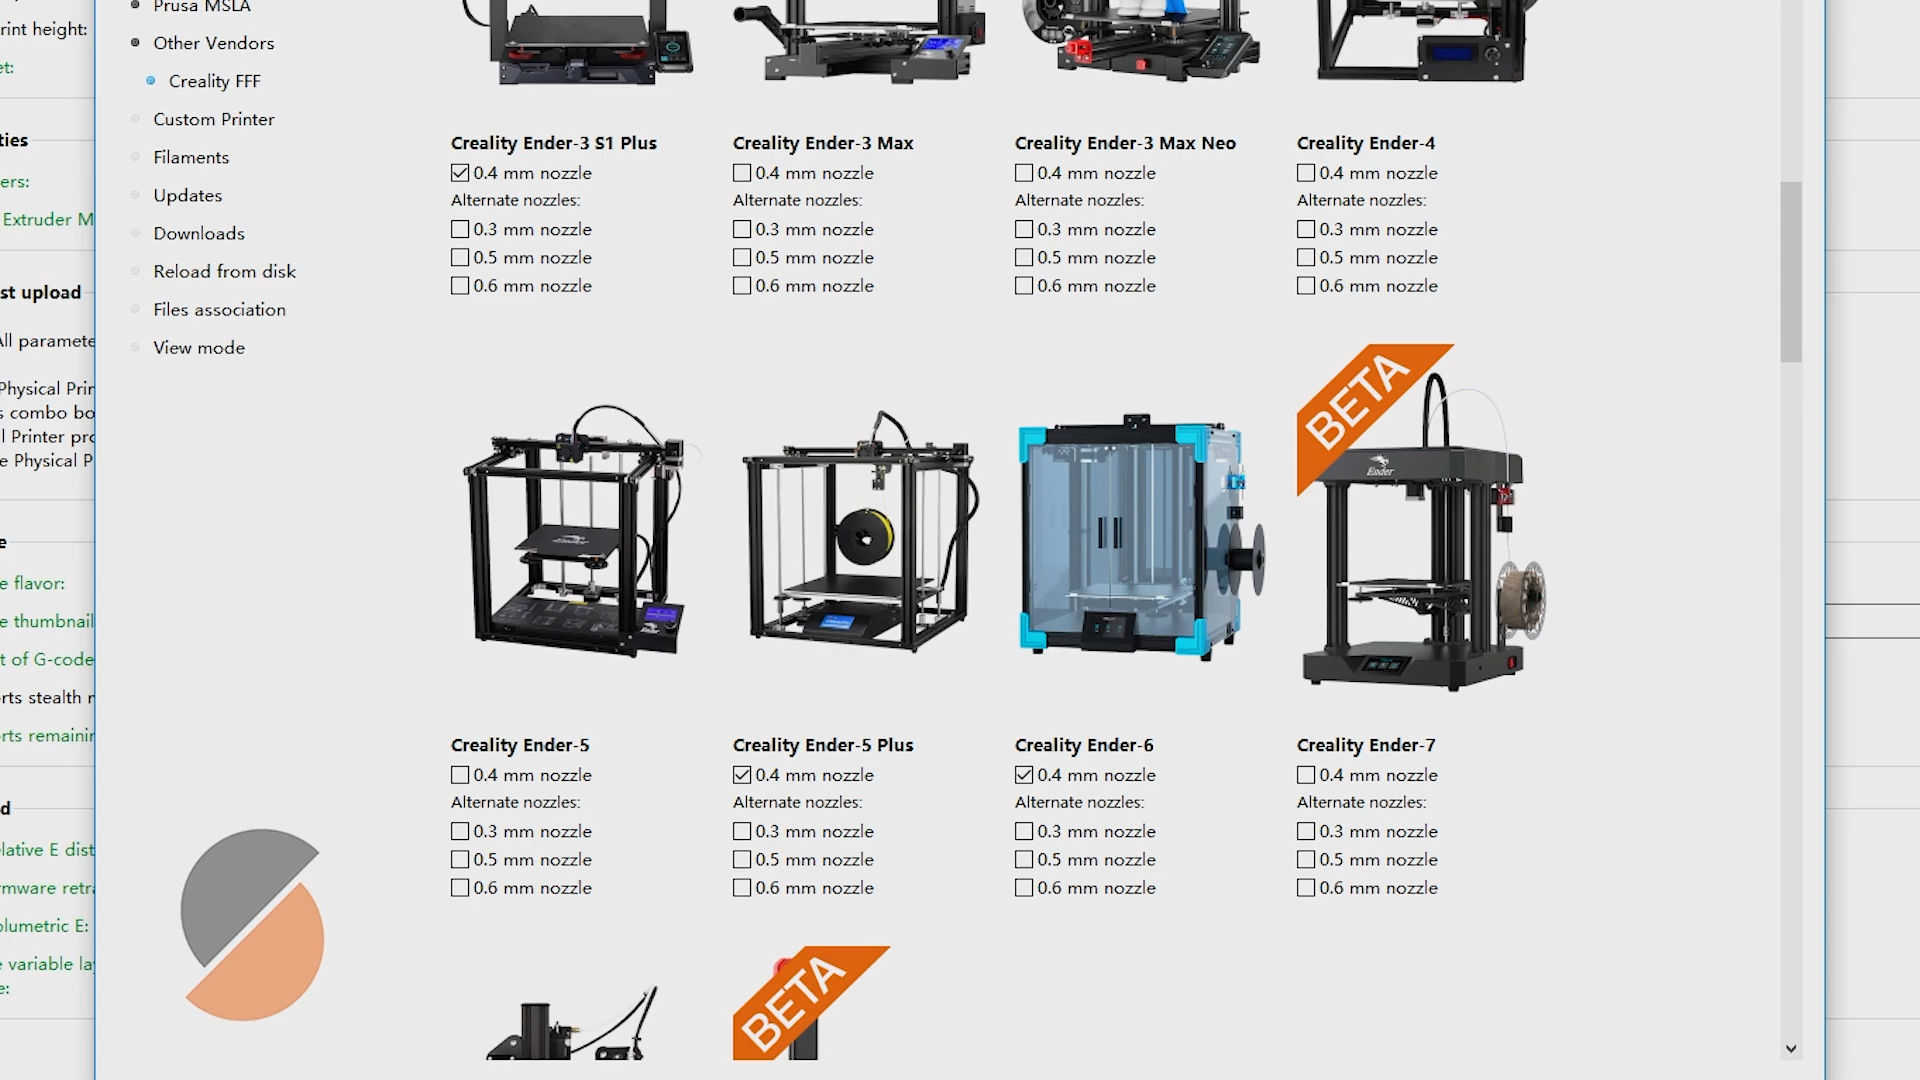 Prusa MSLA
Other Vendors
Creality FFF
Custom Printer
Filaments
Updates
Downloads
Reload from disk
Files association
View mode
rint height:
et:
ties
ers:
Extruder M
st upload
All paramete
Physical Prin
s combo bo
l Printer pro
e Physical P
e
e flavor:
e thumbnail
t of G-code
rts stealth r
rts remainin
d
elative E dist
rmware retra
olumetric E:
e variable lay
e:
Creality Ender-3 S1 Plus
0.4 mm nozzle
Alternate nozzles:
0.3 mm nozzle
0.5 mm nozzle
0.6 mm nozzle
Creality Ender-3 Max
0.4 mm nozzle
Alternate nozzles:
0.3 mm nozzle
0.5 mm nozzle
0.6 mm nozzle
Creality Ender-3 Max Neo
0.4 mm nozzle
Alternate nozzles:
0.3 mm nozzle
0.5 mm nozzle
0.6 mm nozzle
Creality Ender-4
0.4 mm nozzle
Alternate nozzles:
0.3 mm nozzle
0.5 mm nozzle
0.6 mm nozzle
BETA
Ender
Creality Ender-5
0.4 mm nozzle
Alternate nozzles:
0.3 mm nozzle
0.5 mm nozzle
0.6 mm nozzle
Creality Ender-5 Plus
0.4 mm nozzle
Alternate nozzles:
0.3 mm nozzle
0.5 mm nozzle
0.6 mm nozzle
Creality Ender-6
0.4 mm nozzle
Alternate nozzles:
0.3 mm nozzle
0.5 mm nozzle
0.6 mm nozzle
Creality Ender-7
0.4 mm nozzle
Alternate nozzles:
0.3 mm nozzle
0.5 mm nozzle
0.6 mm nozzle
BETA